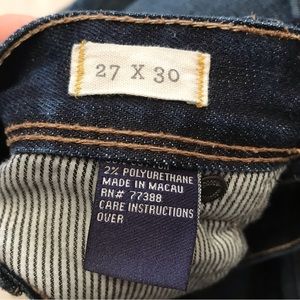 27 X 30
2% POLYURETHANE
MADE IN MACAU
RN# 77388
CARE INSTRUCTIONS
OVER